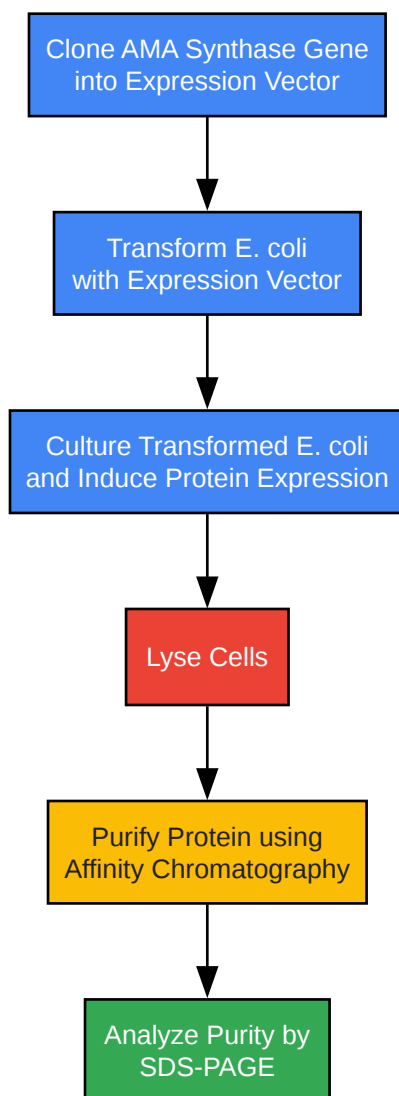 Clone AMA Synthase Gene
into Expression Vector
Transform E. coli
with Expression Vector
Culture Transformed E. coli
and Induce Protein Expression
Lyse Cells
Purify Protein using
Affinity Chromatography
Analyze Purity by
SDS-PAGE